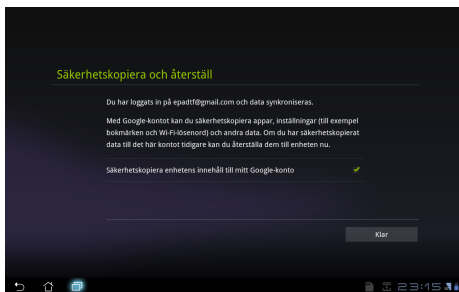 Säkerhetskopiera och återställ
Du har loggats in på epadtf@gmail.com och data synkroniseras.
Med Google-kontot kan du säkerhetskopiera appar, inställningar (till exempel
bokmärken och Wi-Fi-lösenord) och andra data. Om du har säkerhetskopierat
data till det här kontot tidigare kan du återställa dem till enheten nu.
Säkerhetskopiera enhetens innehåll till mitt Google-konto
Klar
23:15